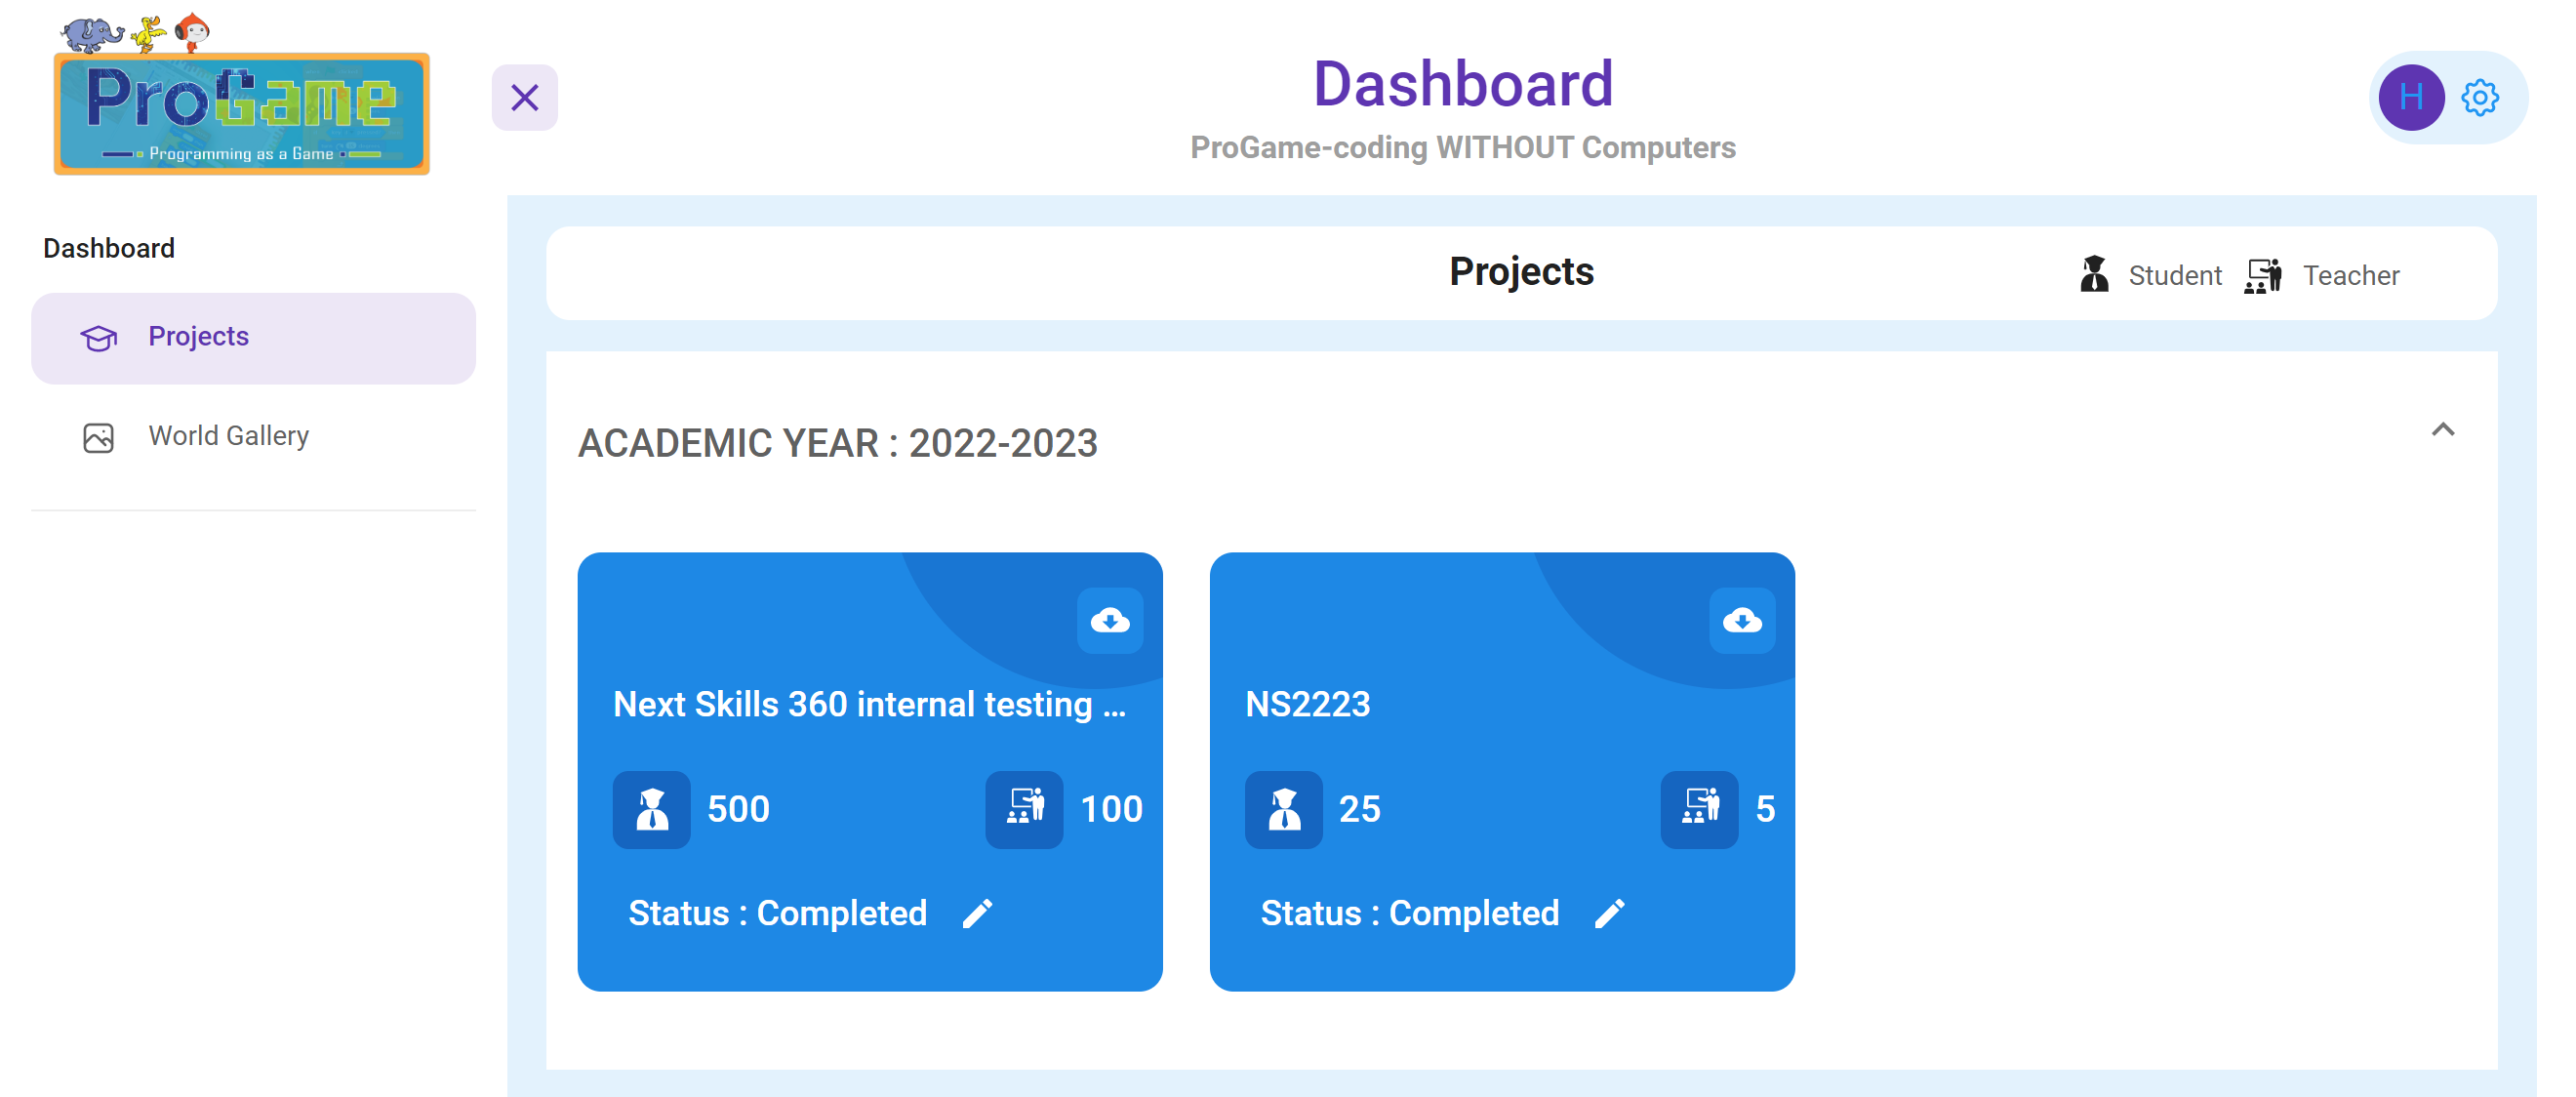 ProGame
Programming as a Game
Dashboard
ProGame-coding WITHOUT Computers
H
Dashboard
Projects
World Gallery
Projects
Student
Teacher
ACADEMIC YEAR : 2022-2023
Next Skills 360 internal testing ...
500
100
Status : Completed
NS2223
25
5
Status : Completed